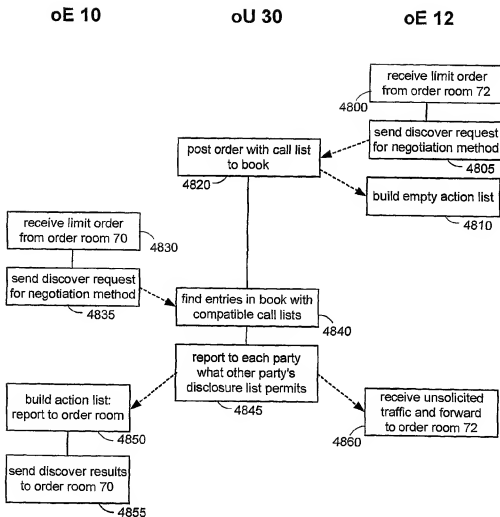 oE 10
oU 30
oE 12
receive limit order
from order room 72
4800
send discover request
for negotiation method
4805
post order with call list
to book
4820
build empty action list
4810
receive limit order
from order room 70
4830
send discover request
for negotiation method
4835
find entries in book with
compatible call lists
4840
report to each party
what other party's
disclosure list permits
4845
build action list:
report to order room
4850
receive unsolicited
traffic and forward
to order room 72
4860
send discover results
to order room 70
4855